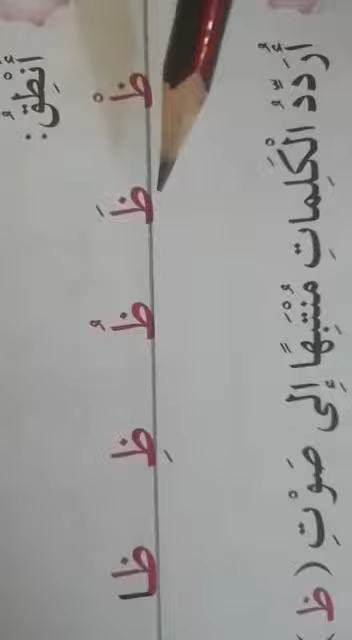 أَنْطِقُ:
ظْ ظَ ظُ ظِ ظا
أُرَدِّدُ الْكَلِماتِ مُنْتَبِهًا إِلى صَوْتِ (ظ)